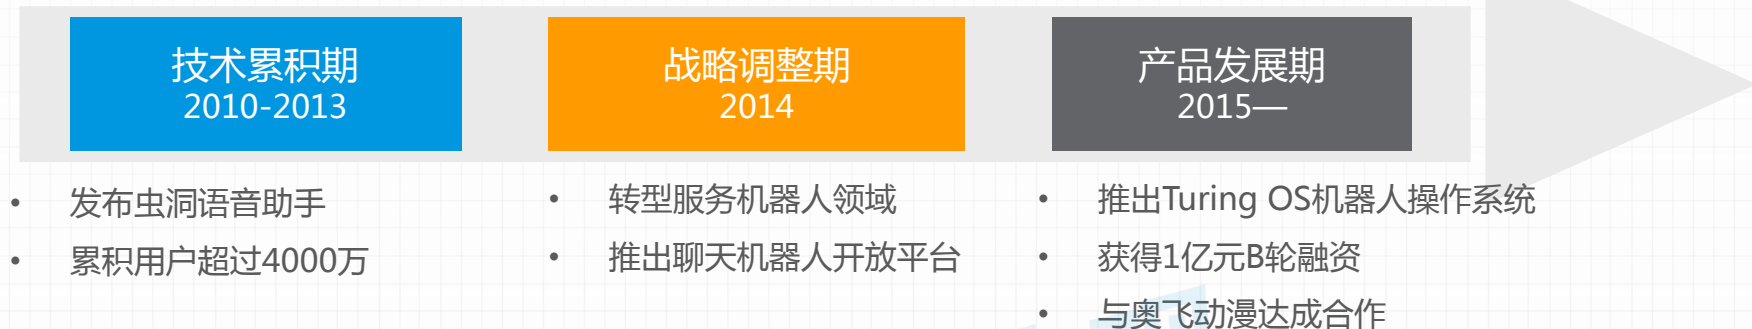 技术累积期
2010-2013
• 发布虫洞语音助手
• 累积用户超过4000万
战略调整期
2014
• 转型服务机器人领域
• 推出聊天机器人开放平台
产品发展期
2015—
• 推出Turing OS机器人操作系统
• 获得1亿元B轮融资
• 与奥飞动漫达成合作